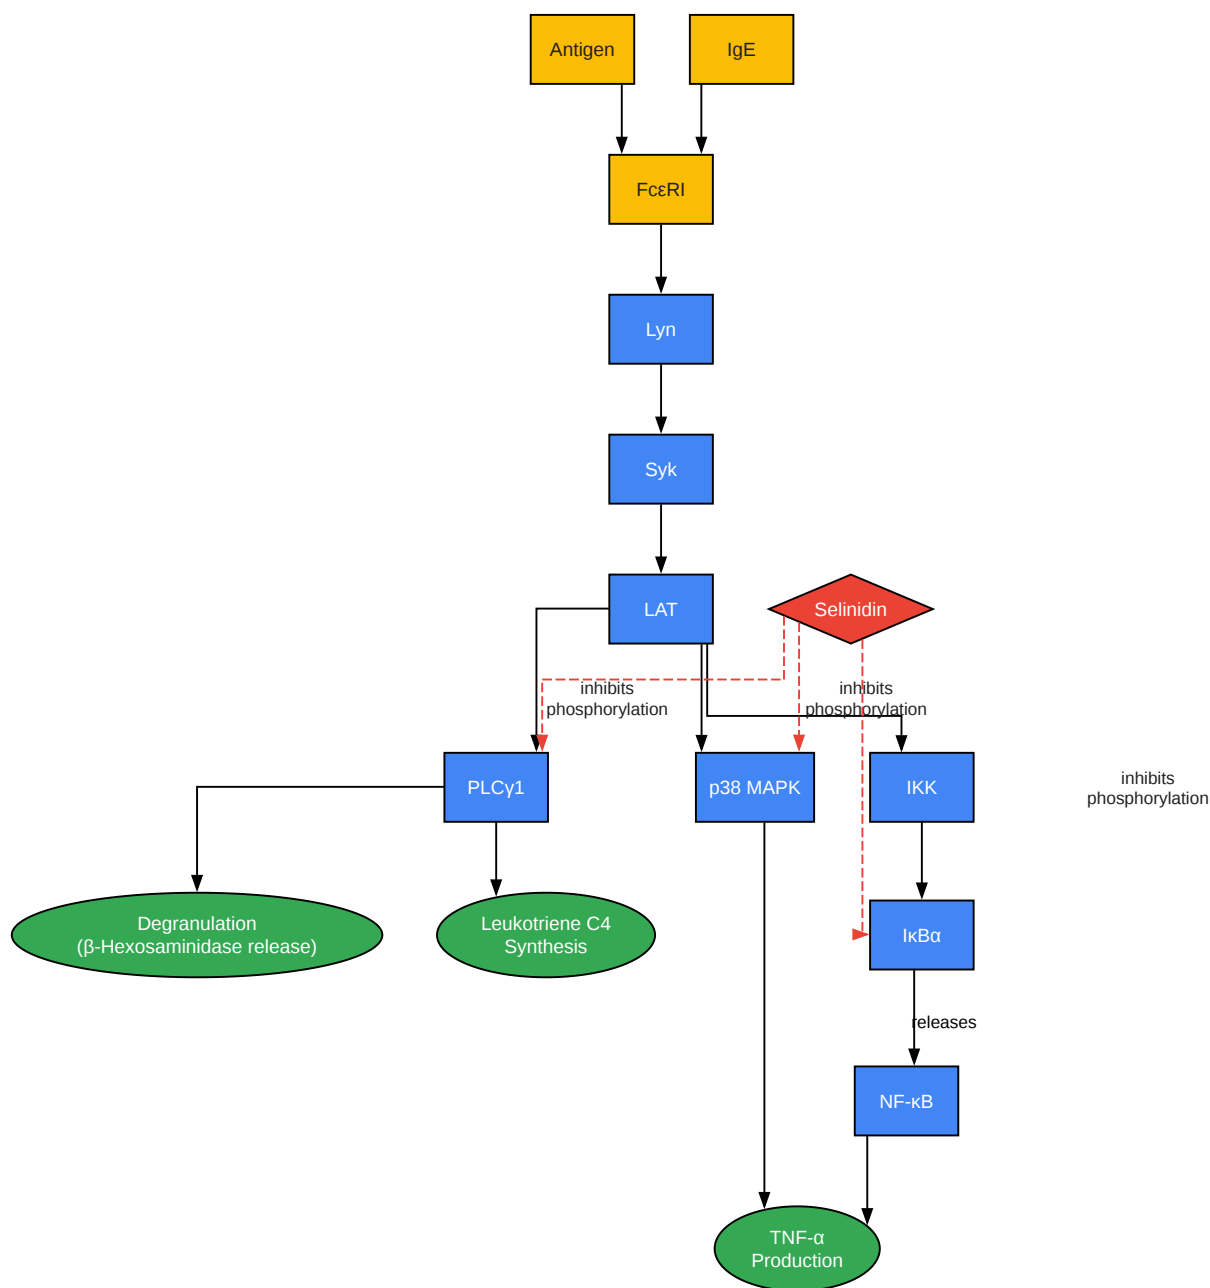 Antigen
IgE
FcεRI
Lyn
Syk
LAT
Selinidin
inhibits
phosphorylation
inhibits
phosphorylation
PLCγ1
p38 MAPK
IKK
inhibits
phosphorylation
Degranulation
(β-Hexosaminidase release)
Leukotriene C4
Synthesis
IκBα
releases
NF-κB
TNF-α
Production